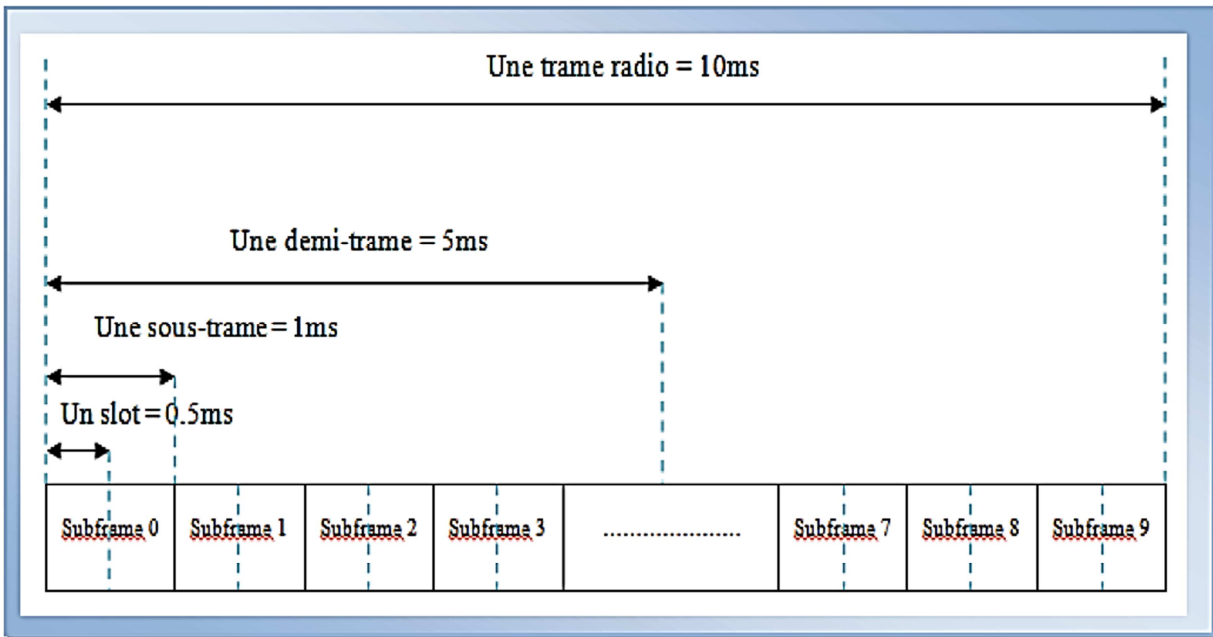 Une trame radio = 10ms
Une demi-trame = 5ms
Une sous-trame = 1ms
Un slot = 0.5ms
Subframe 0 Subframe 1 Subframe 2 Subframe 3 ..................... Subframe 7 Subframe 8 Subframe 9